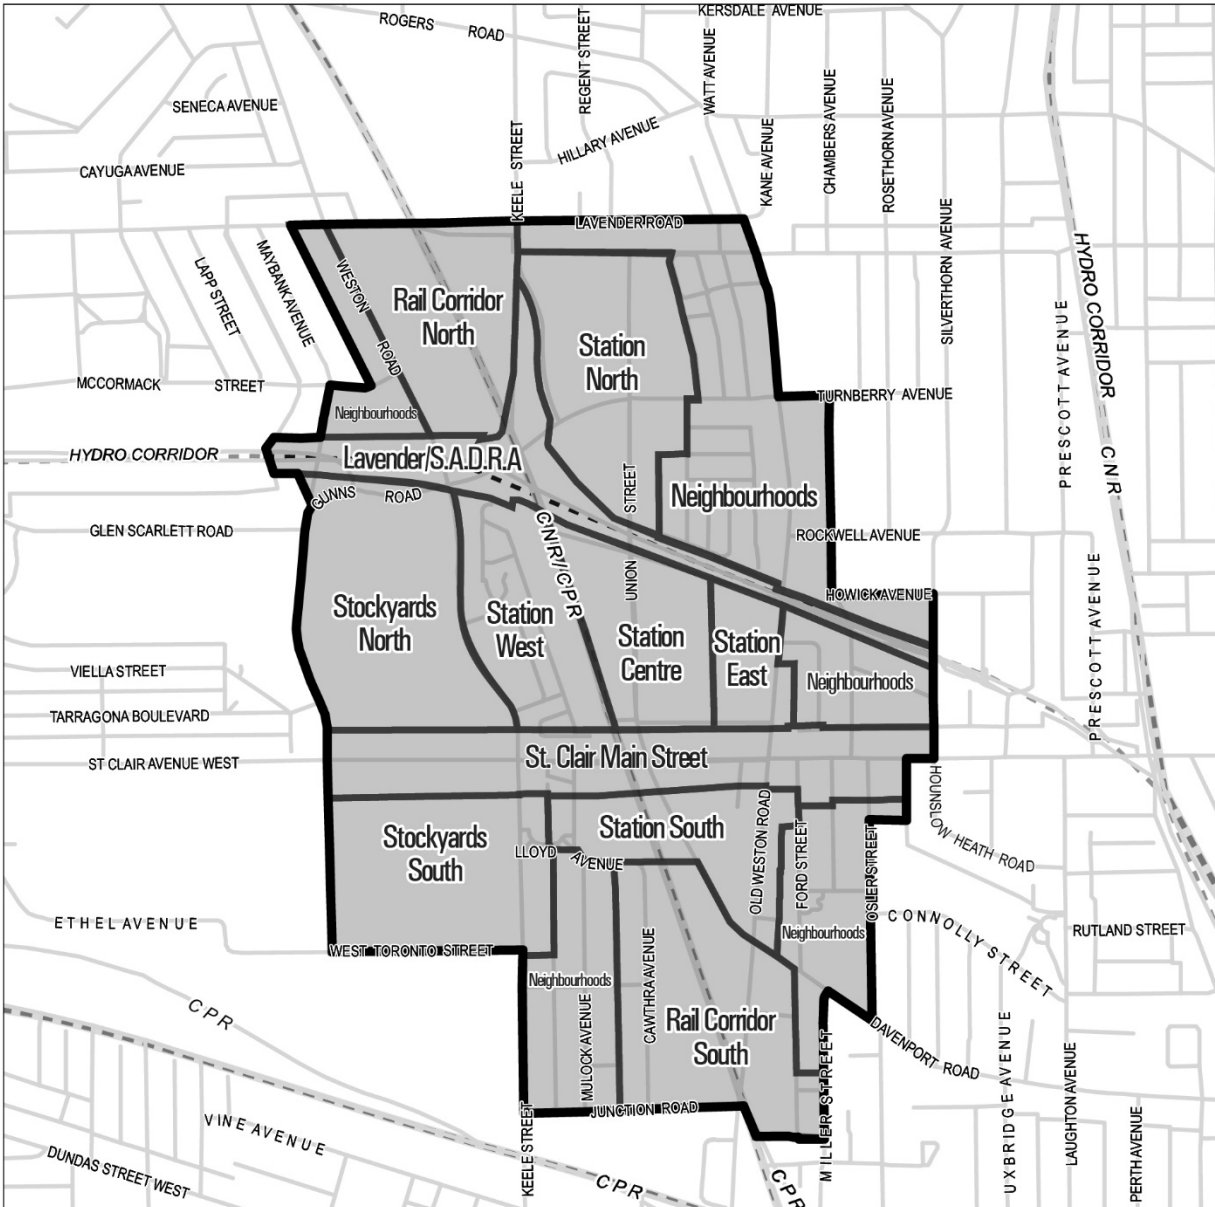 KERSDALE AVENUE
ROGERS ROAD
REGENT STREET
WATT AVENUE
SENECA AVENUE
CHAMBERS AVENUE
ROSETHORN AVENUE
KEELE STREET
HILLARY AVENUE
KANE AVENUE
CAYUGA AVENUE
LAVENDER ROAD
SILVERTHORN AVENUE
HYDRO CORRIDOR
LAPP STREET
MAYBANK AVENUE
WESTON ROAD
Rail Corridor
North
Station
North
PRESCOTT AVENUE
MCCORMACK STREET
TURNBERRY AVENUE
Neighbourhoods
CNR
HYDRO CORRIDOR
Lavender/S.A.D.R.A
GUNNS ROAD
STREET
UNION
Neighbourhoods
GLEN SCARLETT ROAD
CNR/CPR
ROCKWELL AVENUE
PRESCOTT AVENUE
HOWICK AVENUE
Stockyards
North
Station
West
Station
Centre
Station
East
Neighbourhoods
VIELLA STREET
TARRAGONA BOULEVARD
ST CLAIR AVENUE WEST
St. Clair Main Street
HOUNSLOW HEATH ROAD
Stockyards
South
Station South
LLOYD AVENUE
OLD WESTON ROAD
FORD STREET
OSLER STREET
ETHEL AVENUE
CONNOLLY STREET
RUTLAND STREET
WEST TORONTO STREET
Neighbourhoods
Neighbourhoods
CAWTHRA AVENUE
MULOCK AVENUE
Rail Corridor
South
CPR
DAVENPORT ROAD
MILLER STREET
UXBRIDGE AVENUE
LAUGHTON AVENUE
PERTH AVENUE
JUNCTION ROAD
KEELE STREET
VINE AVENUE
DUNDAS STREET WEST
CPR
CPR